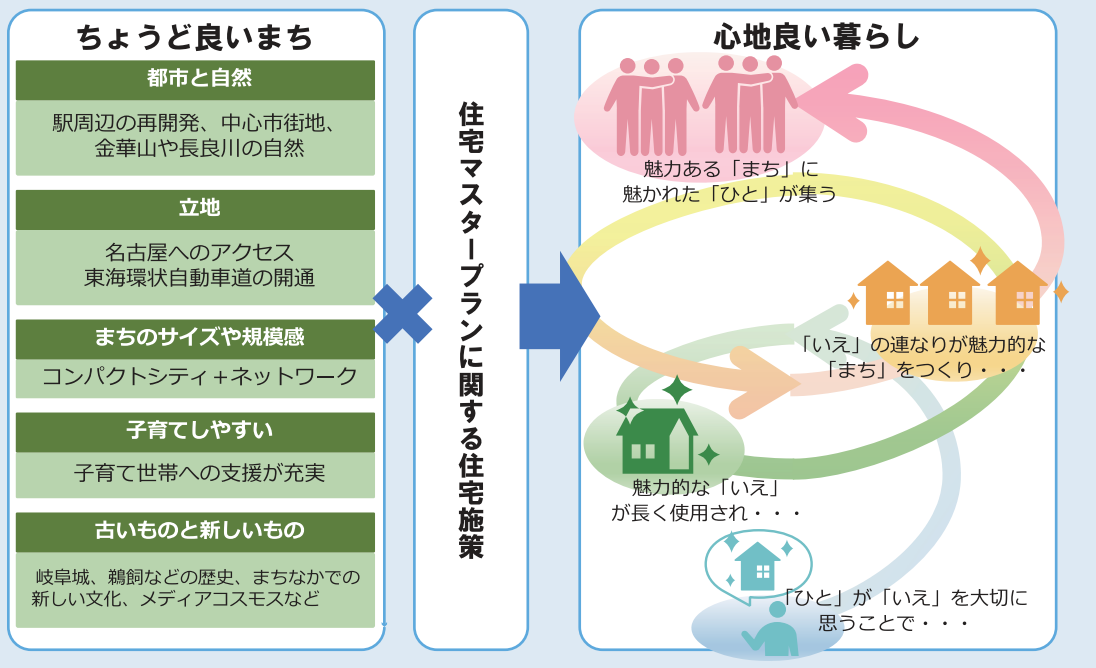 ちょうど良いまち
都市と自然
駅周辺の再開発、中心市街地、
金華山や長良川の自然
立地
名古屋へのアクセス
東海環状自動車道の開通
まちのサイズや規模感
コンパクトシティ＋ネットワーク
子育てしやすい
子育て世帯への支援が充実
古いものと新しいもの
岐阜城、鵜飼などの歴史、まちなかでの
新しい文化、メディアコスモスなど
住宅マスタープランに関する住宅施策
心地良い暮らし
魅力ある「まち」に
魅かれた「ひと」が集う
「いえ」の連なりが魅力的な
「まち」をつくり・・・
魅力的な「いえ」
が長く使用され・・・
「ひと」が「いえ」を大切に
思うことで・・・